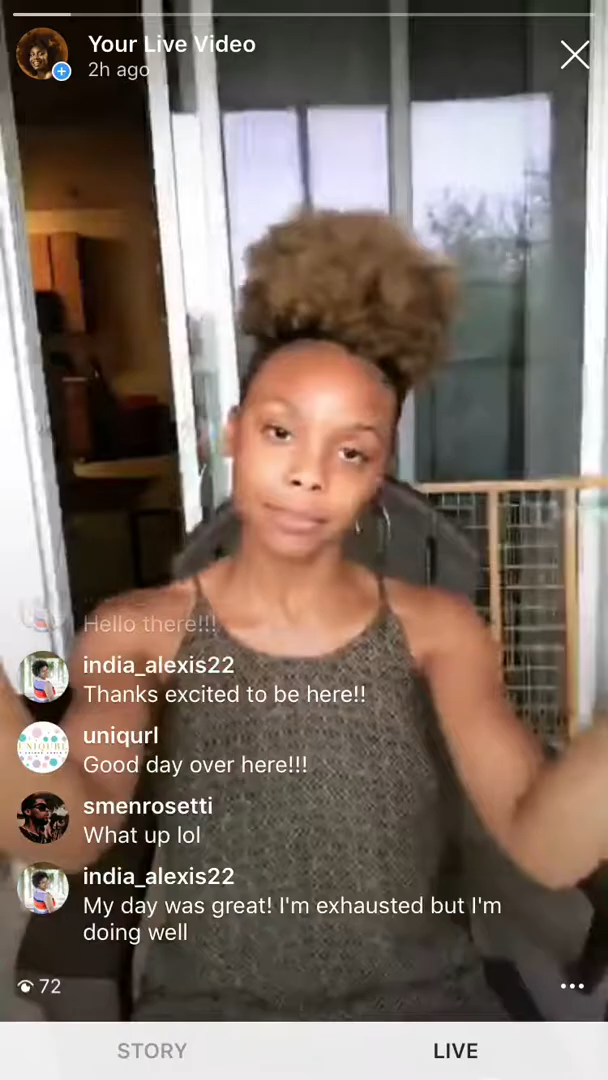 Your Live Video
2h ago
Hello there!!!
india_alexis22
Thanks excited to be here!!
uniqurl
Good day over here!!!
smenrosetti
What up lol
india_alexis22
My day was great! I'm exhausted but I'm
doing well
72
STORY
LIVE